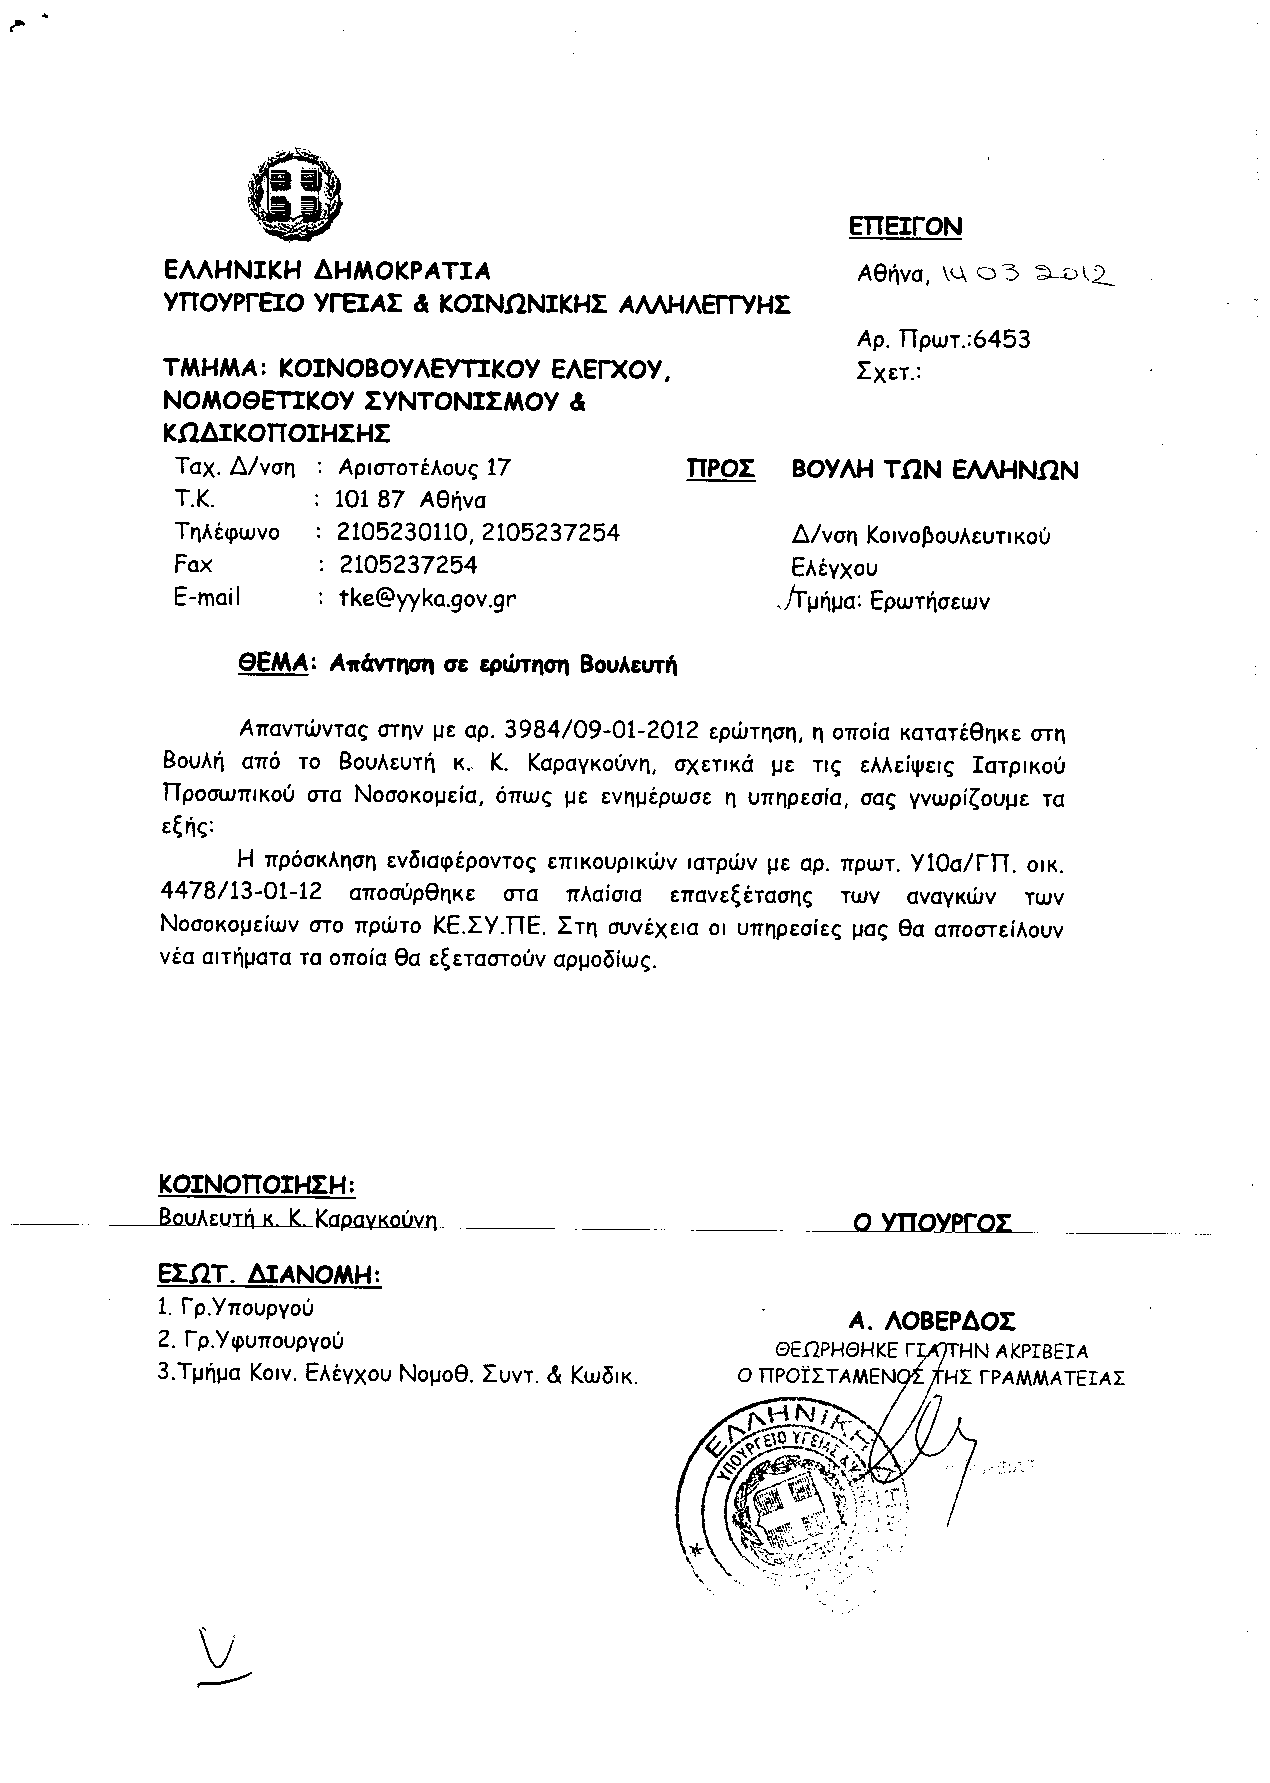 ΕΠΕΙΓΟΝ
ΕΛΛΗΝΙΚΗ ΔΗΜΟΚΡΑΤΙΑ
ΥΠΟΥΡΓΕΙΟ ΥΓΕΙΑΣ & ΚΟΙΝΩΝΙΚΗΣ ΑΛΛΗΛΕΓΓΥΗΣ
Αθήνα, 14 03 2012
Αρ. Πρωτ.:6453
Σχετ.:
ΤΜΗΜΑ: ΚΟΙΝΟΒΟΥΛΕΥΤΙΚΟΥ ΕΛΕΓΧΟΥ,
ΝΟΜΟΘΕΤΙΚΟΥ ΣΥΝΤΟΝΙΣΜΟΥ &
ΚΩΔΙΚΟΠΟΙΗΣΗΣ
Ταχ. Δ/νση : Αριστοτέλους 17
Τ.Κ. : 101 87 Αθήνα
Τηλέφωνο : 2105230110, 2105237254
Fax : 2105237254
E-mail : tke@yyka.gov.gr
ΠΡΟΣ ΒΟΥΛΗ ΤΩΝ ΕΛΛΗΝΩΝ
Δ/νση Κοινοβουλευτικού
Ελέγχου
Τμήμα: Ερωτήσεων
ΘΕΜΑ: Απάντηση σε ερώτηση Βουλευτή
Απαντώντας στην με αρ. 3984/09-01-2012 ερώτηση, η οποία κατατέθηκε στη
Βουλή από το Βουλευτή κ. Κ. Καραγκούνη, σχετικά με τις ελλείψεις Ιατρικού
Προσωπικού στα Νοσοκομεία, όπως με ενημέρωσε η υπηρεσία, σας γνωρίζουμε τα
εξής:
Η πρόσκληση ενδιαφέροντος επικουρικών ιατρών με αρ. πρωτ. Υ10α/ΓΠ. οικ.
4478/13-01-12 αποσύρθηκε στα πλαίσια επανεξέτασης των αναγκών των
Νοσοκομείων στο πρώτο ΚΕ.ΣΥ.ΠΕ. Στη συνέχεια οι υπηρεσίες μας θα αποστείλουν
νέα αιτήματα τα οποία θα εξεταστούν αρμοδίως.
ΚΟΙΝΟΠΟΙΗΣΗ:
Βουλευτή κ. Κ. Καραγκούνη
Ο ΥΠΟΥΡΓΟΣ
ΕΣΩΤ. ΔΙΑΝΟΜΗ:
1. Γρ.Υπουργού
2. Γρ.Υφυπουργού
3.Τμήμα Κοιν. Ελέγχου Νομοθ. Συντ. & Κωδικ.
Α. ΛΟΒΕΡΔΟΣ
ΘΕΩΡΗΘΗΚΕ ΓΙΑ ΤΗΝ ΑΚΡΙΒΕΙΑ
Ο ΠΡΟΪΣΤΑΜΕΝΟΣ ΤΗΣ ΓΡΑΜΜΑΤΕΙΑΣ
ΕΛΛΗΝΙΚΗ
ΥΠΟΥΡΓΕΙΟ ΥΓΕΙΑΣ &